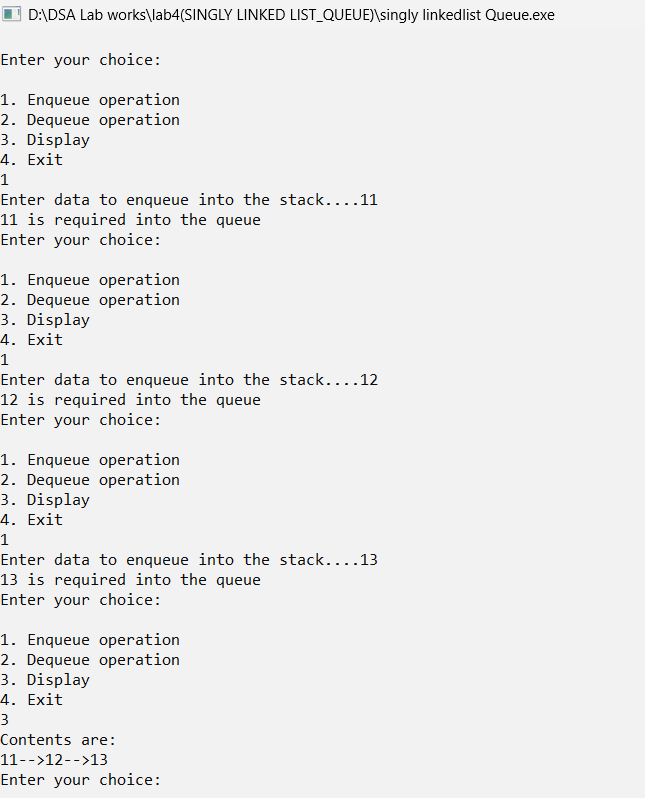 D:\DSA Lab works\lab4(SINGLY LINKED LIST_QUEUE)\singly linkedlist Queue.exe
Enter your choice:
1. Enqueue operation
2. Dequeue operation
3. Display
4. Exit
1
Enter data to enqueue into the stack....11
11 is required into the queue
Enter your choice:
1. Enqueue operation
2. Dequeue operation
3. Display
4. Exit
1
Enter data to enqueue into the stack....12
12 is required into the queue
Enter your choice:
1. Enqueue operation
2. Dequeue operation
3. Display
4. Exit
1
Enter data to enqueue into the stack....13
13 is required into the queue
Enter your choice:
1. Enqueue operation
2. Dequeue operation
3. Display
4. Exit
3
Contents are:
11-->12-->13
Enter your choice: